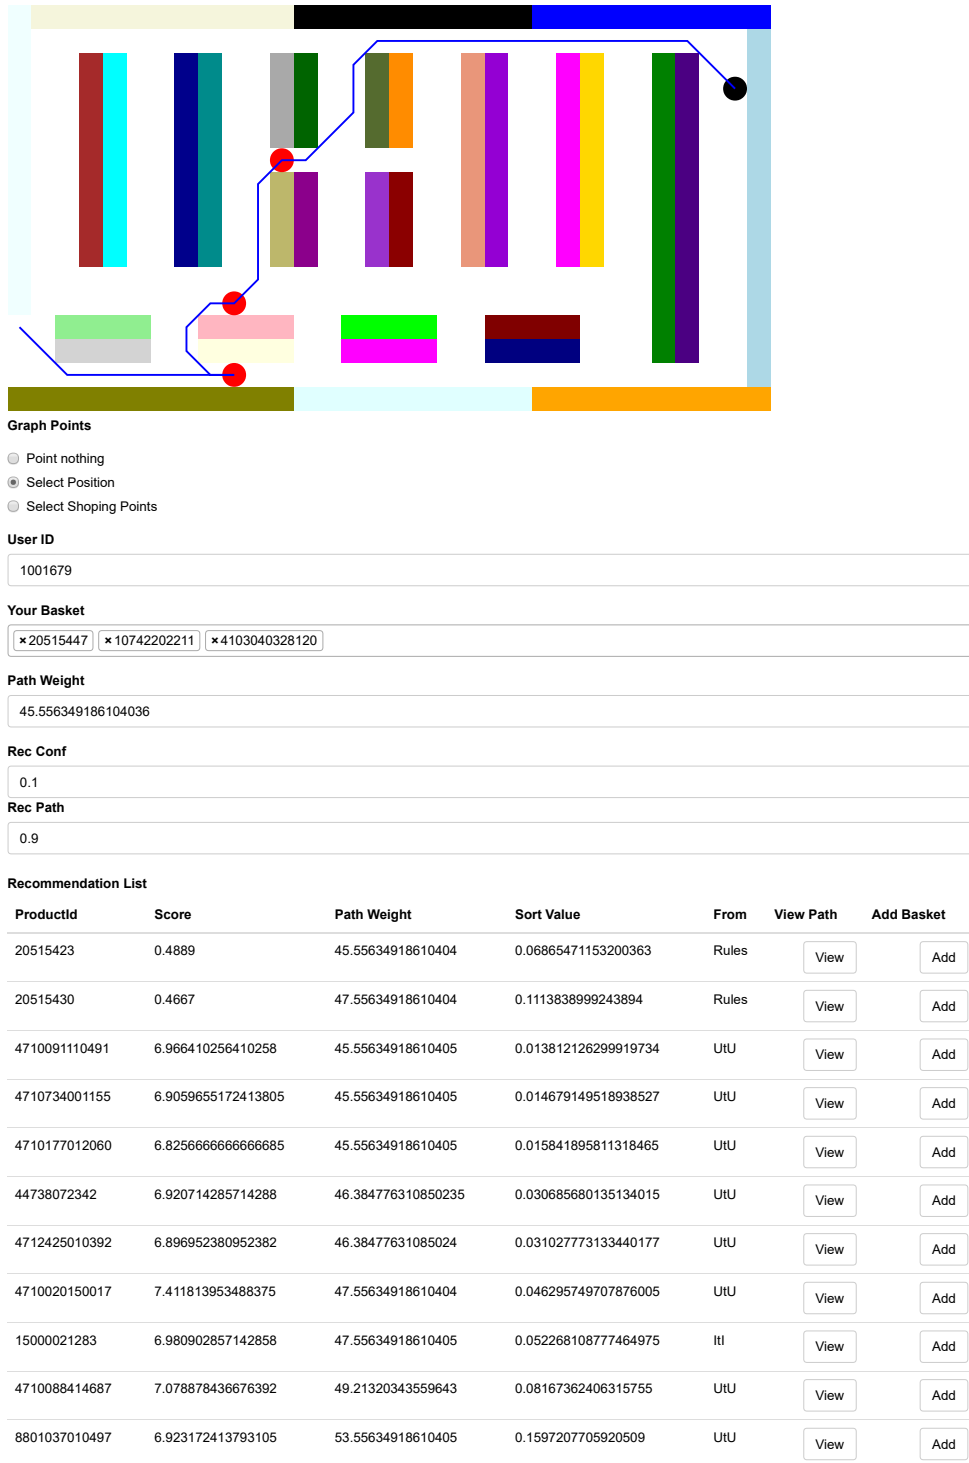 Graph Points
Point nothing
Select Position
Select Shoping Points
User ID
1001679
Your Basket
×20515447 ×10742202211 ×4103040328120
Path Weight
45.556349186104036
Rec Conf
0.1
Rec Path
0.9
Recommendation List
ProductId Score Path Weight Sort Value From View Path Add Basket
20515423 0.4889 45.55634918610404 0.06865471153200363 Rules View Add
20515430 0.4667 47.55634918610404 0.1113838999243894 Rules View Add
4710091110491 6.966410256410258 45.55634918610405 0.013812126299919734 UtU View Add
4710734001155 6.9059655172413805 45.55634918610405 0.014679149518938527 UtU View Add
4710177012060 6.8256666666666685 45.55634918610405 0.015841895811318465 UtU View Add
44738072342 6.920714285714288 46.384776310850235 0.030685680135134015 UtU View Add
4712425010392 6.896952380952382 46.38477631085024 0.031027773133440177 UtU View Add
4710020150017 7.411813953488375 47.55634918610404 0.046295749707876005 UtU View Add
15000021283 6.980902857142858 47.55634918610405 0.052268108777464975 ItI View Add
4710088414687 7.078878436676392 49.21320343559643 0.08167362406315755 UtU View Add
8801037010497 6.923172413793105 53.55634918610405 0.1597207705920509 UtU View Add